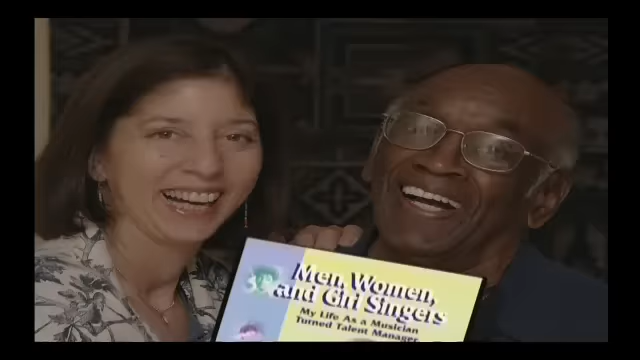 Men, Women,
and Girl Singers
My Life As a Musician
Turned Talent Manager